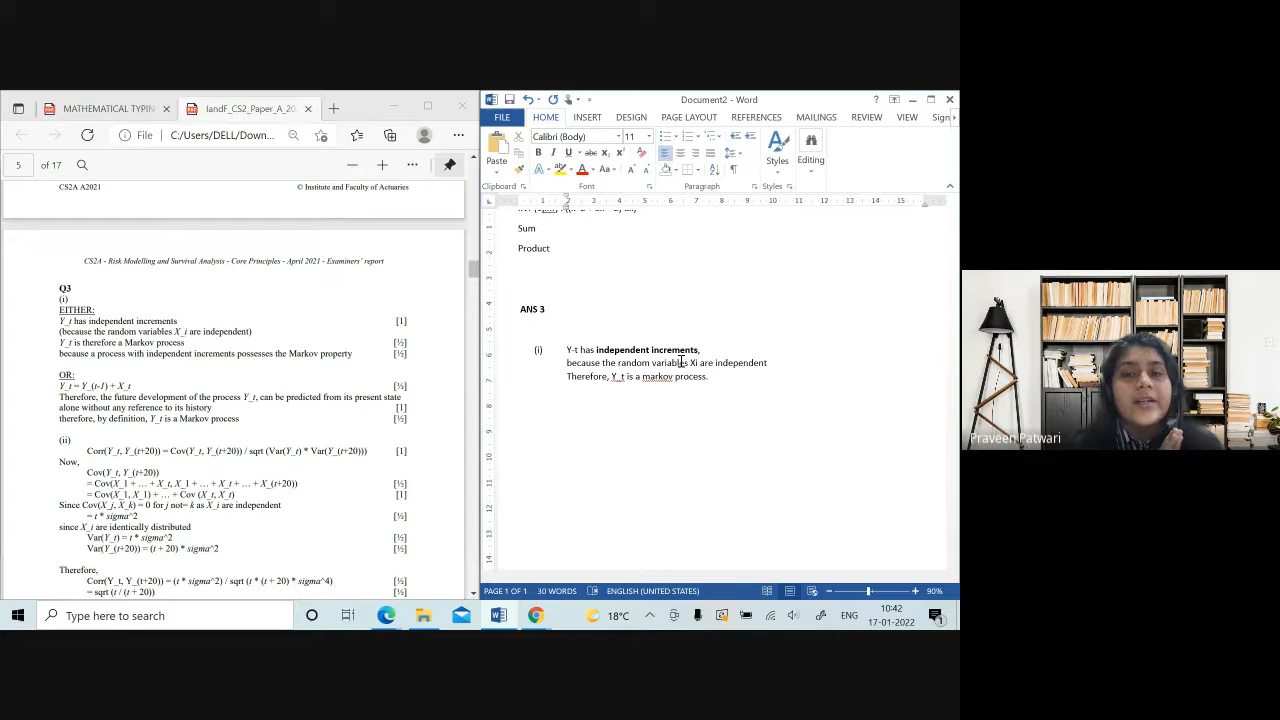 MATHEMATICAL TYPIN
IandF_CS2_Paper_A_20
File
C:/Users/DELL/Down...
5 of 17
CS2A A2021
© Institute and Faculty of Actuaries
CS2A - Risk Modelling and Survival Analysis - Core Principles - April 2021 - Examiners' report
Q3
(i)
EITHER:
Y_t has independent increments [1]
(because the random variables X_i are independent)
Y_t is therefore a Markov process [½]
because a process with independent increments possesses the Markov property [½]
OR:
Y_t = Y_(t-1) + X_t [½]
Therefore, the future development of the process Y_t, can be predicted from its present state
alone without any reference to its history [1]
therefore, by definition, Y_t is a Markov process [½]
(ii)
Corr(Y_t, Y_(t+20)) = Cov(Y_t, Y_(t+20)) / sqrt (Var(Y_t) * Var(Y_(t+20))) [1]
Now,
Cov(Y_t, Y_(t+20))
= Cov(X_1 + … + X_t, X_1 + … + X_t + … + X_(t+20)) [½]
= Cov(X_1, X_1) + … + Cov (X_t, X_t) [1]
Since Cov(X_j, X_k) = 0 for j not= k as X_i are independent
= t * sigma^2 [½]
since X_i are identically distributed
Var(Y_t) = t * sigma^2 [½]
Var(Y_(t+20)) = (t + 20) * sigma^2 [½]
Therefore,
Corr(Y_t, Y_(t+20)) = (t * sigma^2) / sqrt (t * (t + 20) * sigma^4) [½]
= sqrt (t / (t + 20)) [½]
Document2 - Word
FILE HOME INSERT DESIGN PAGE LAYOUT REFERENCES MAILINGS REVIEW VIEW Sign
Calibri (Body) 11
Paste
Styles
Editing
Clipboard
Font
Paragraph
Styles
Sum
Product
ANS 3
(i) Y-t has independent increments,
because the random variables Xi are independent
Therefore, Y_t is a markov process.
PAGE 1 OF 1 30 WORDS ENGLISH (UNITED STATES) 90%
Type here to search
18°C
ENG
10:42
17-01-2022
1
Praveen Patwari